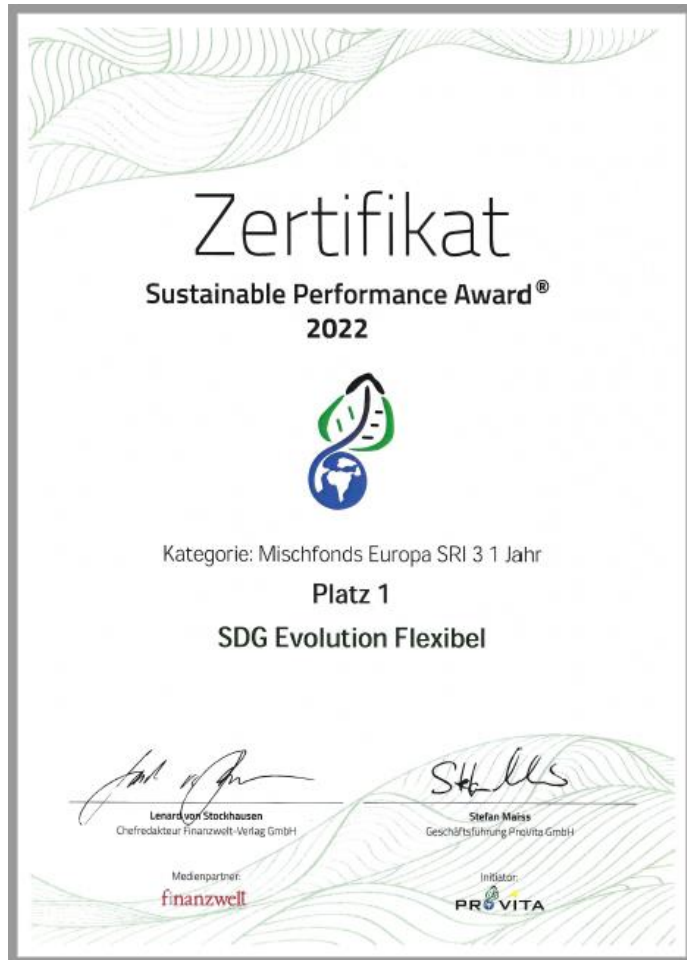 Zertifikat
Sustainable Performance Award®
2022
Kategorie: Mischfonds Europa SRI 3 1 Jahr
Platz 1
SDG Evolution Flexibel
Lenard von Stockhausen
Chefredakteur Finanzwelt-Verlag GmbH
Stefan Maiss
Geschäftsführung ProVita GmbH
Medienpartner:
finanzwelt
Initiator:
PROVITA